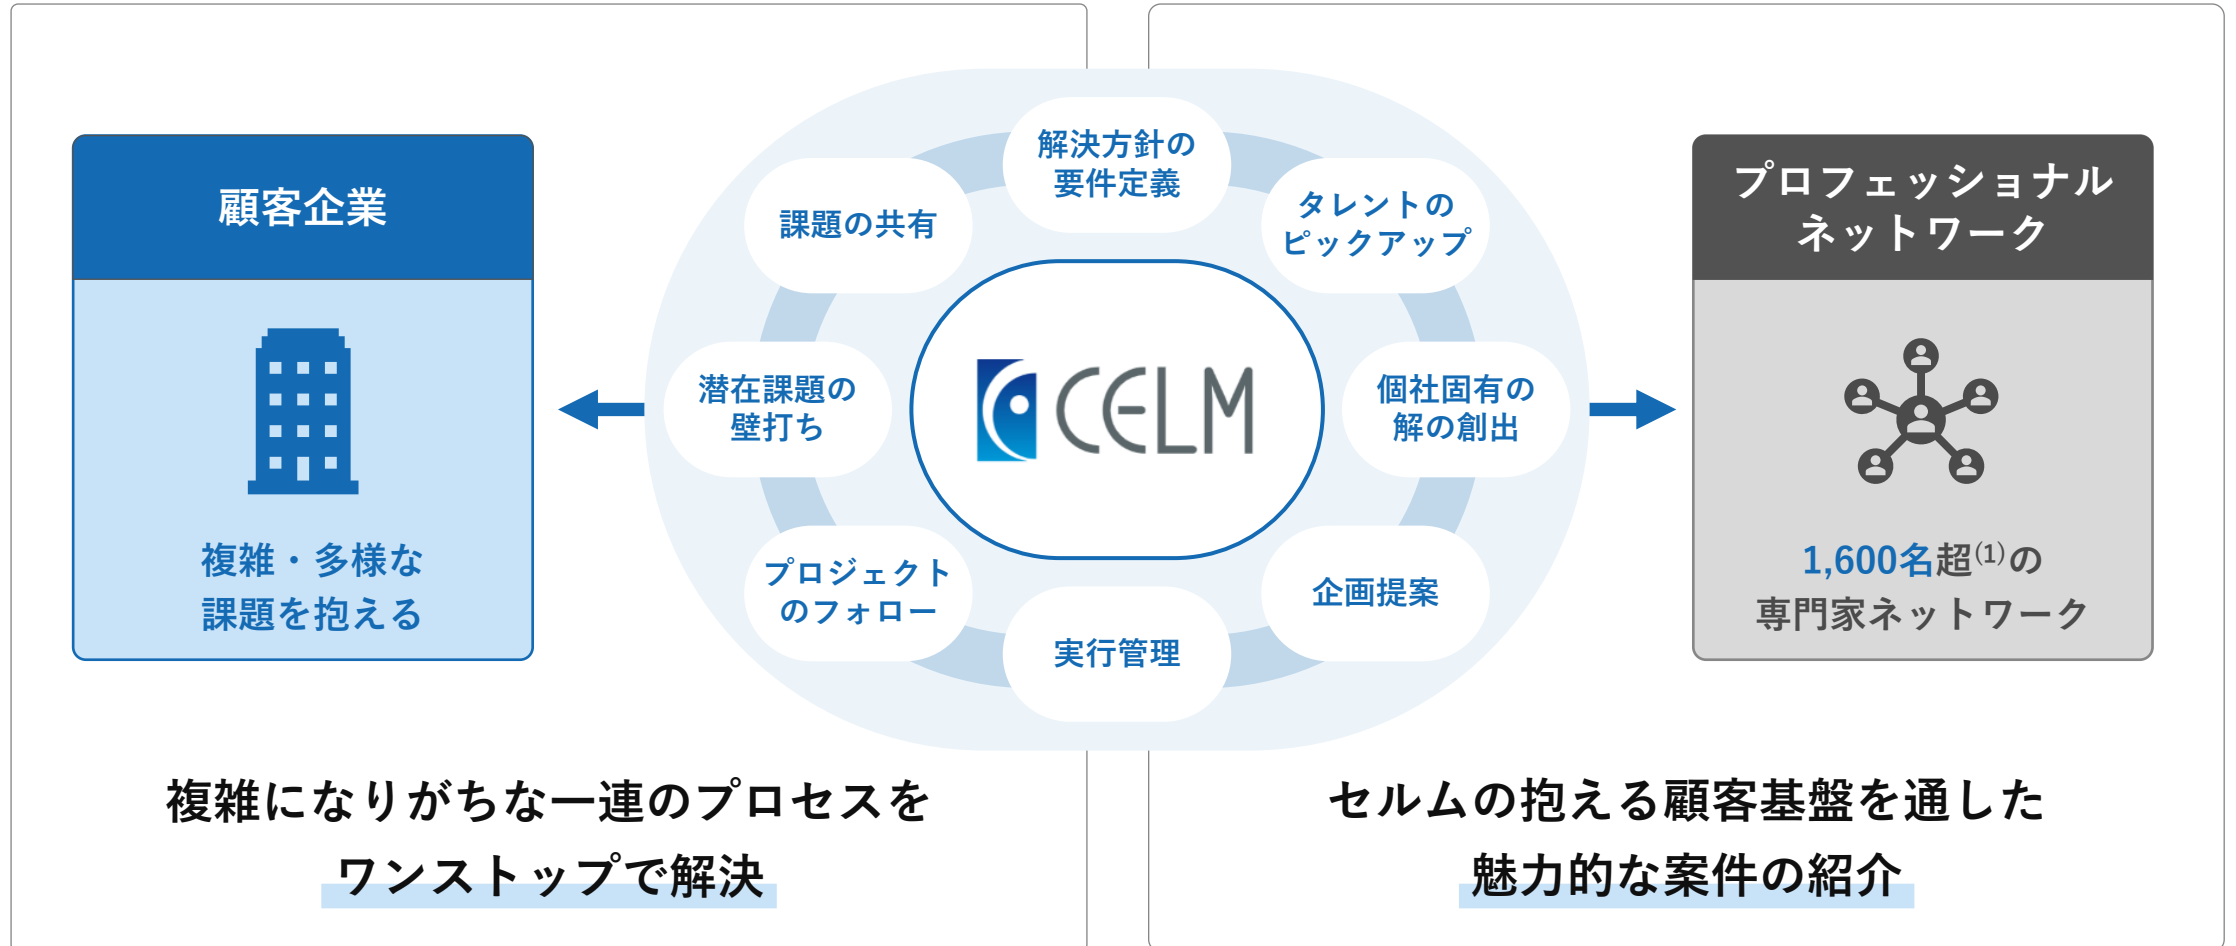 顧客企業
複雑・多様な
課題を抱える
解決方針の
要件定義
課題の共有
タレントの
ピックアップ
潜在課題の
壁打ち
CELM
個社固有の
解の創出
プロジェクト
のフォロー
企画提案
実行管理
プロフェッショナル
ネットワーク
1,600名超(1)の
専門家ネットワーク
複雑になりがちな一連のプロセスを
ワンストップで解決
セルムの抱える顧客基盤を通した
魅力的な案件の紹介